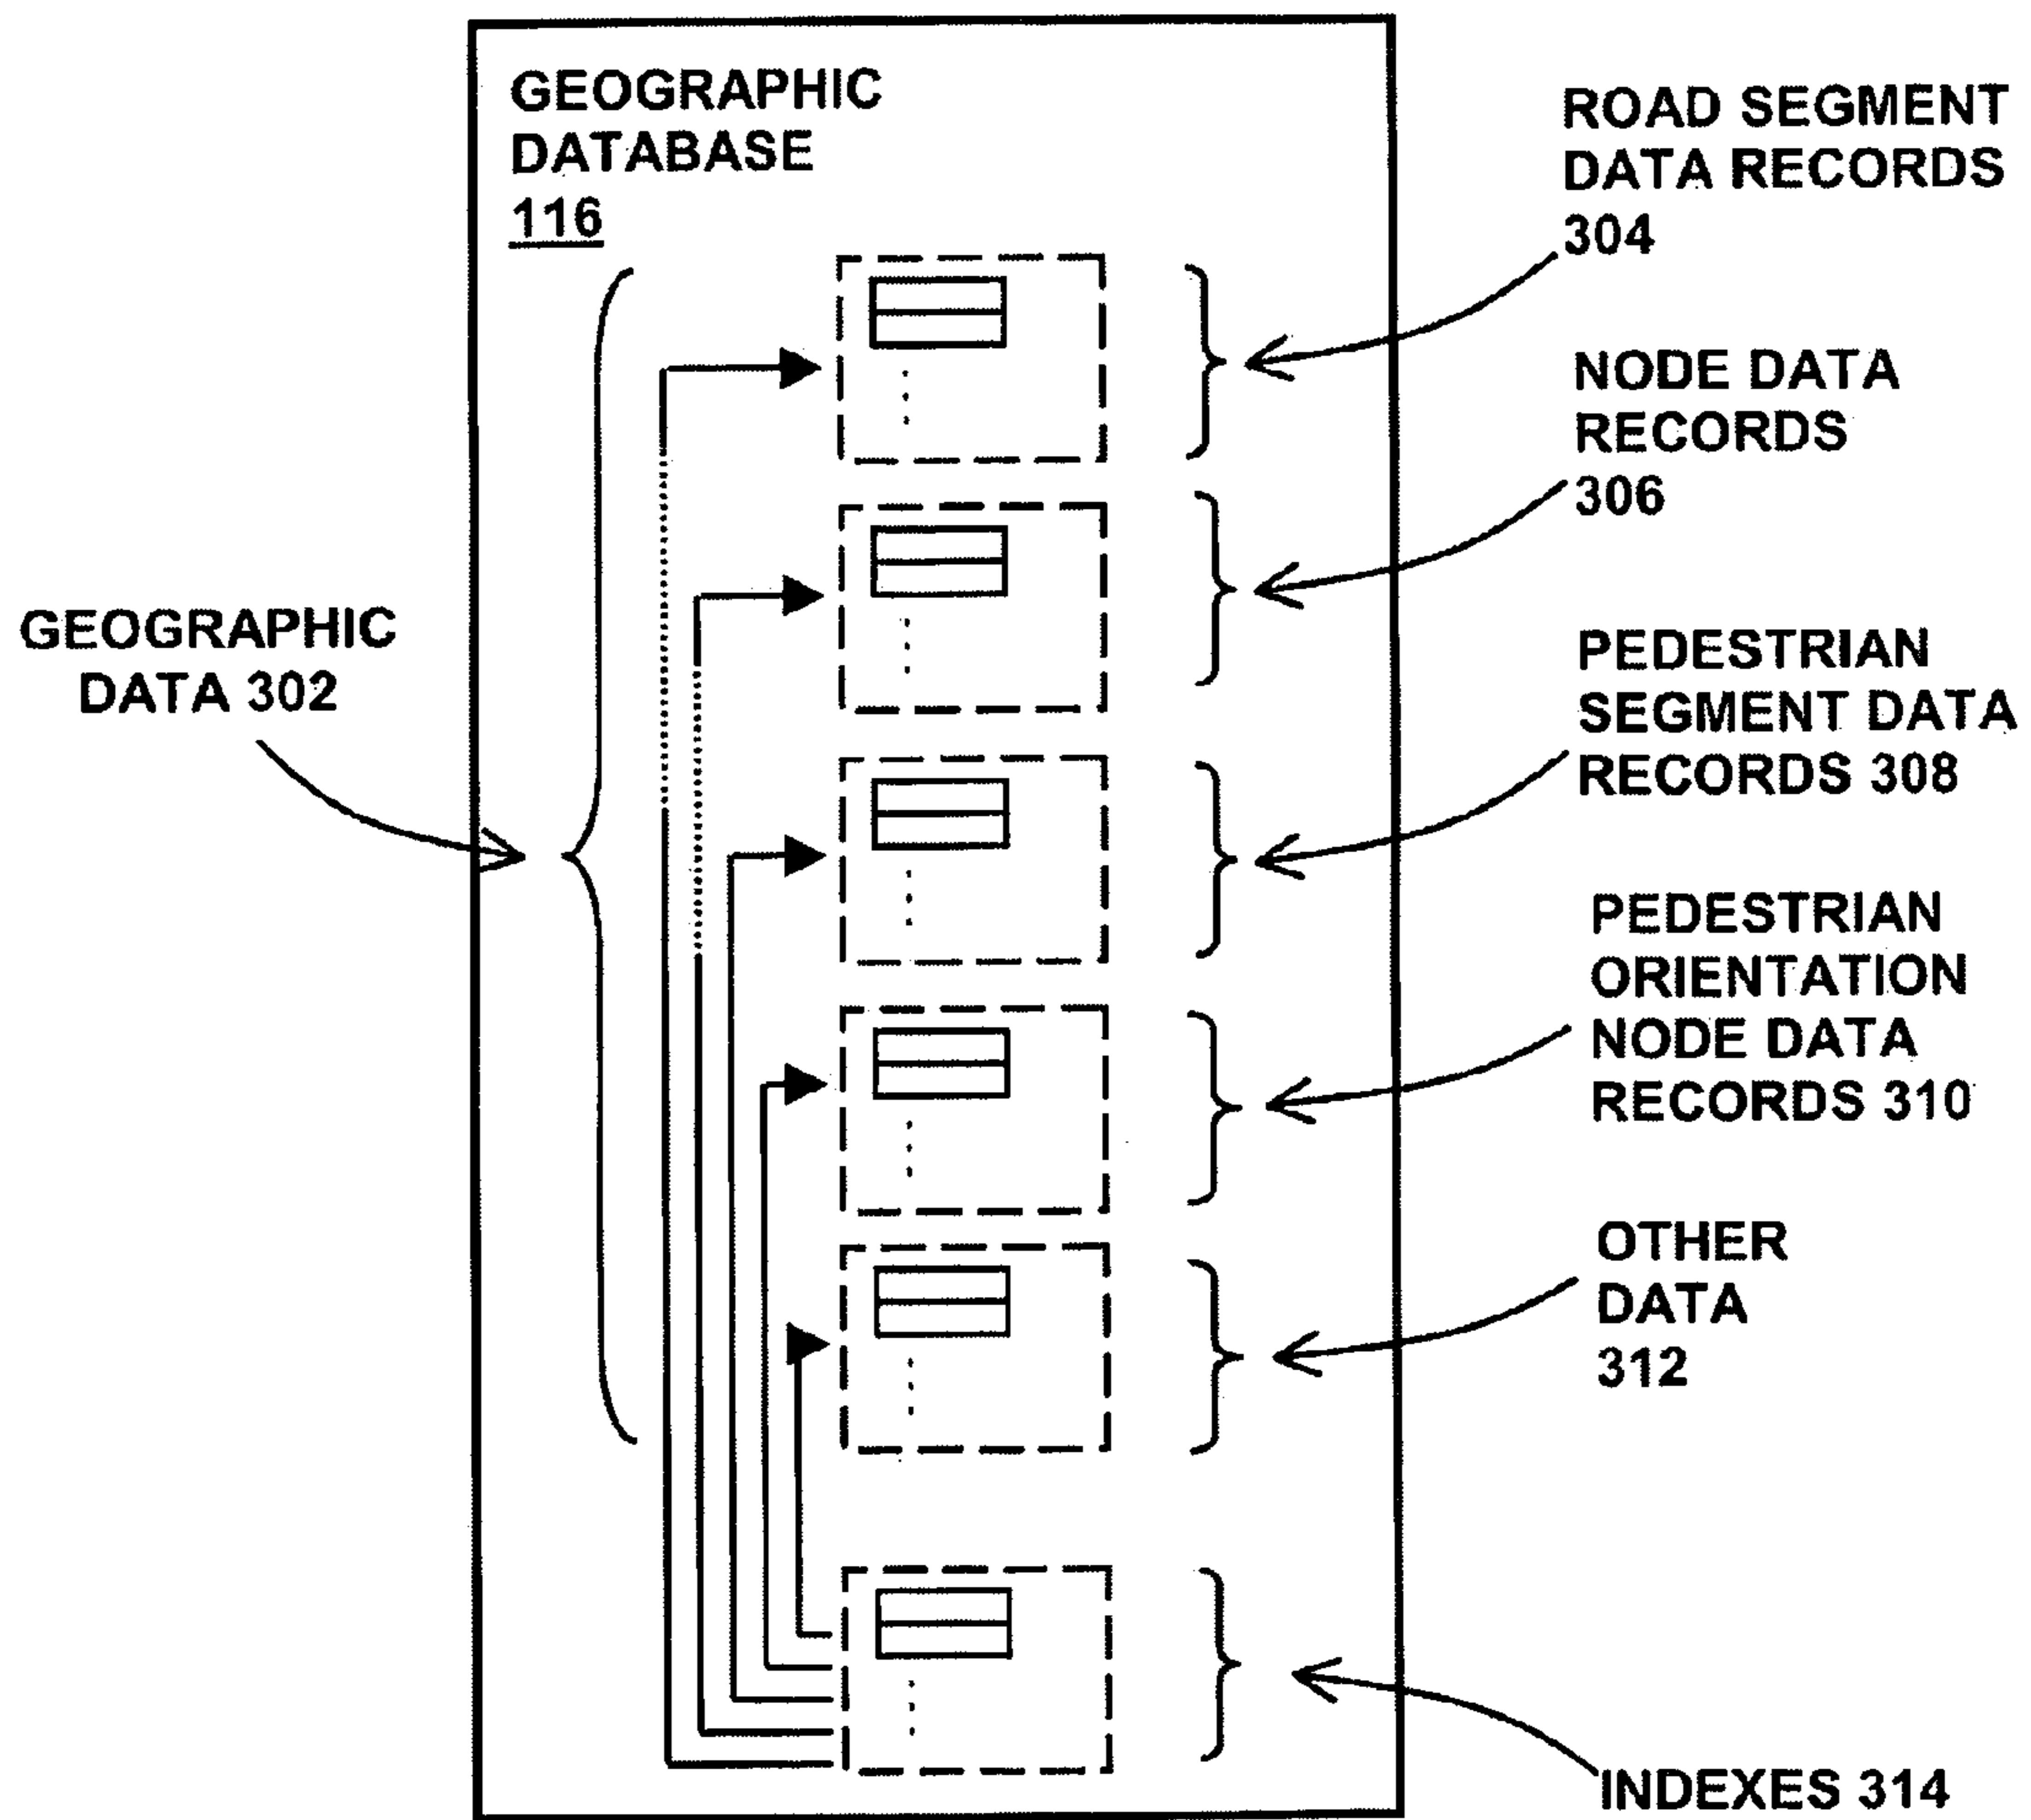 GEOGRAPHIC
DATABASE
116
ROAD SEGMENT
DATA RECORDS
304
NODE DATA
RECORDS
306
GEOGRAPHIC
DATA 302
PEDESTRIAN
SEGMENT DATA
RECORDS 308
PEDESTRIAN
ORIENTATION
NODE DATA
RECORDS 310
OTHER
DATA
312
INDEXES 314